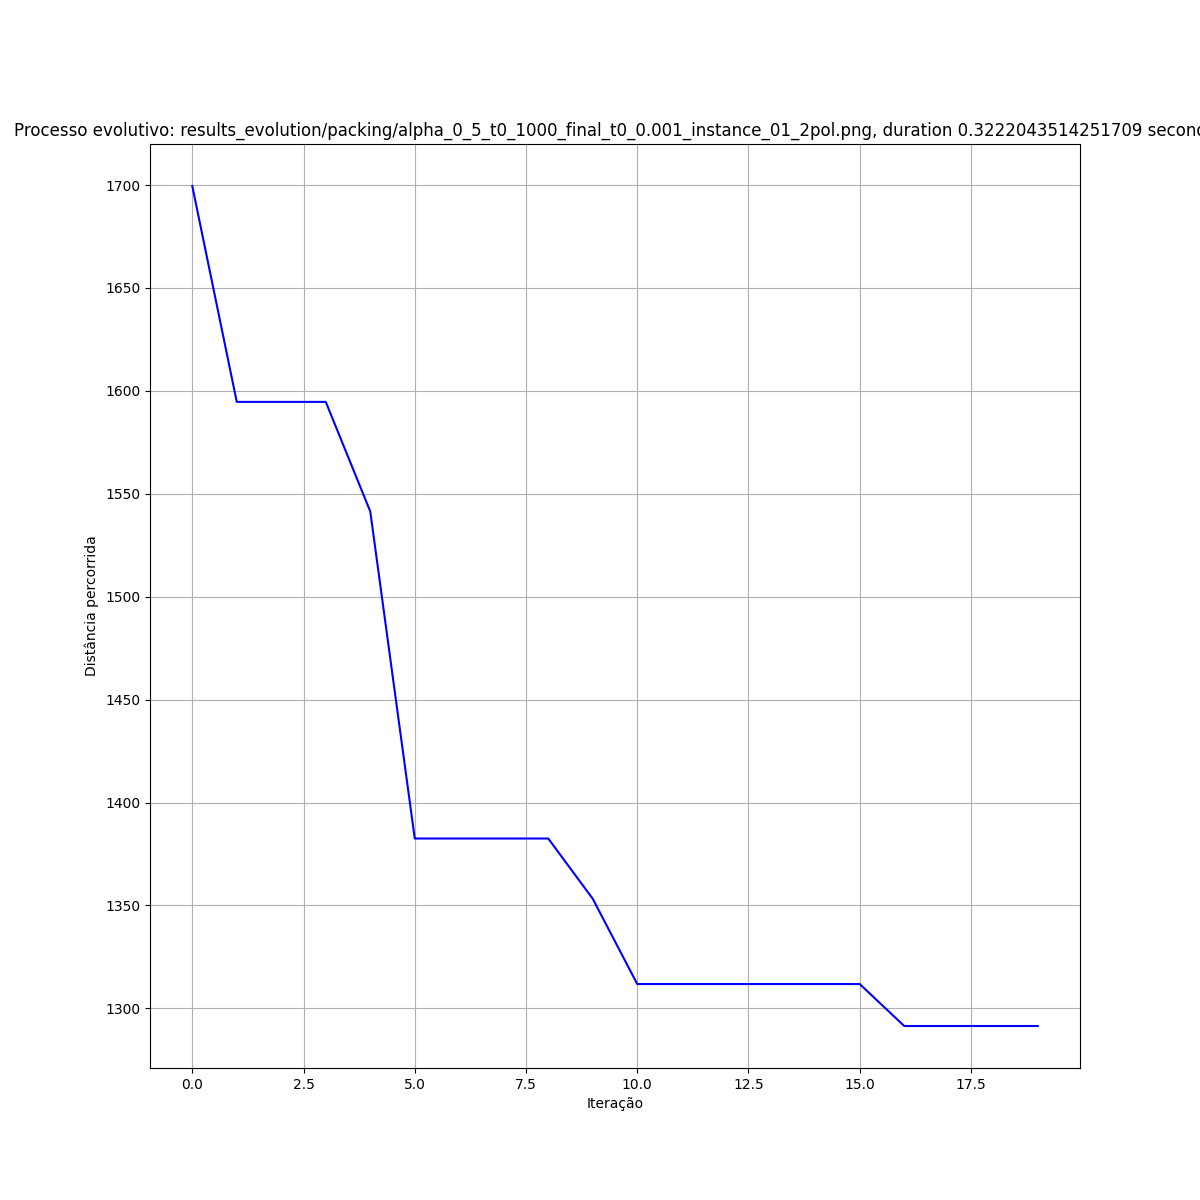 Processo evolutivo: results_evolution/packing/alpha_0_5_t0_1000_final_t0_0.001_instance_01_2pol.png, duration 0.3222043514251709 secon
1700
1650
1600
1550
1500
1450
1400
1350
1300
Distância percorrida
0.0 2.5 5.0 7.5 10.0 12.5 15.0 17.5
Iteração